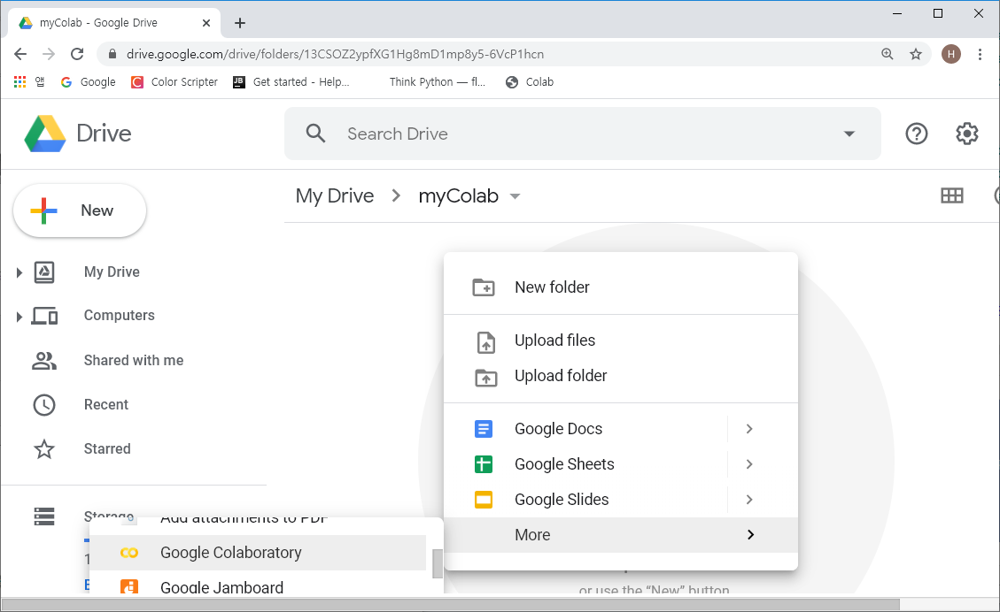 myColab - Google Drive
drive.google.com/drive/folders/13CSOZ2ypfXG1Hg8mD1mp8y5-6VcP1hcn
H
앱
Google
C
Color Scripter
JB
Get started - Help...
Think Python — fl...
Colab
Drive
Search Drive
New
My Drive
myColab
My Drive
Computers
Shared with me
Recent
Starred
Storage
New folder
Upload files
Upload folder
Google Docs
Google Sheets
Google Slides
More
Add attachments to PDF
Google Colaboratory
Google Jamboard
or use the “New” button